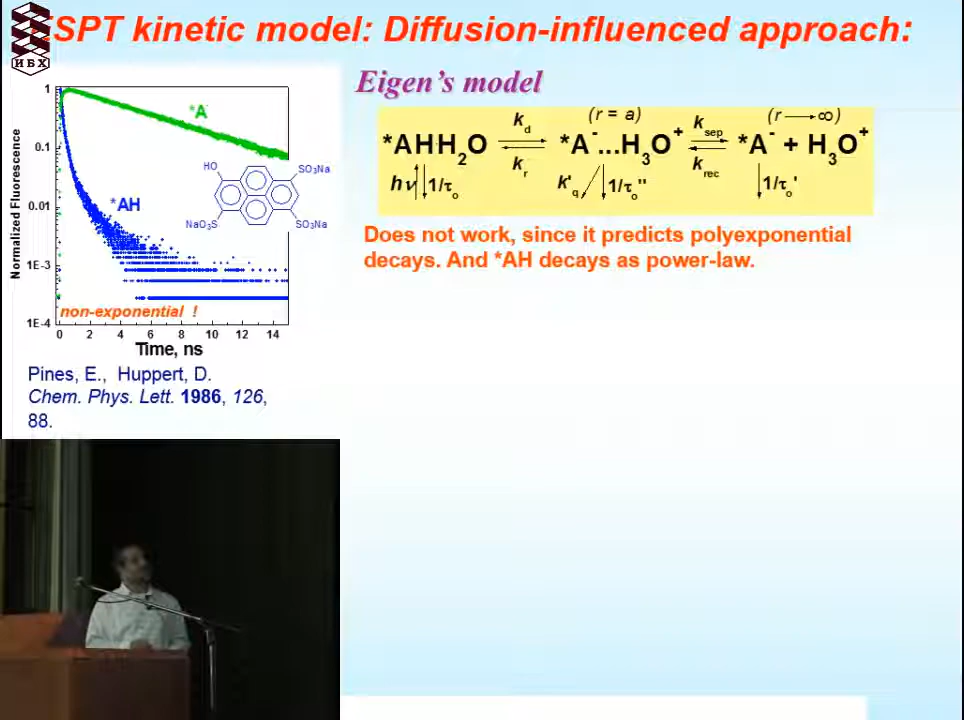 ESPT kinetic model: Diffusion-influenced approach:
ИБХ
Eigen's model
*AHH2O kd kr (r = a) *A-...H3O+ ksep krec (r → ∞) *A- + H3O+
hν 1/τo k'q 1/τo'' 1/τo'
Does not work, since it predicts polyexponential
decays. And *AH decays as power-law.
Normalized Fluorescence
1
0.1
0.01
1E-3
1E-4
*A-
*AH
HO
SO3Na
NaO3S
SO3Na
non-exponential !
0 2 4 6 8 10 12 14
Time, ns
Pines, E., Huppert, D.
Chem. Phys. Lett. 1986, 126,
88.